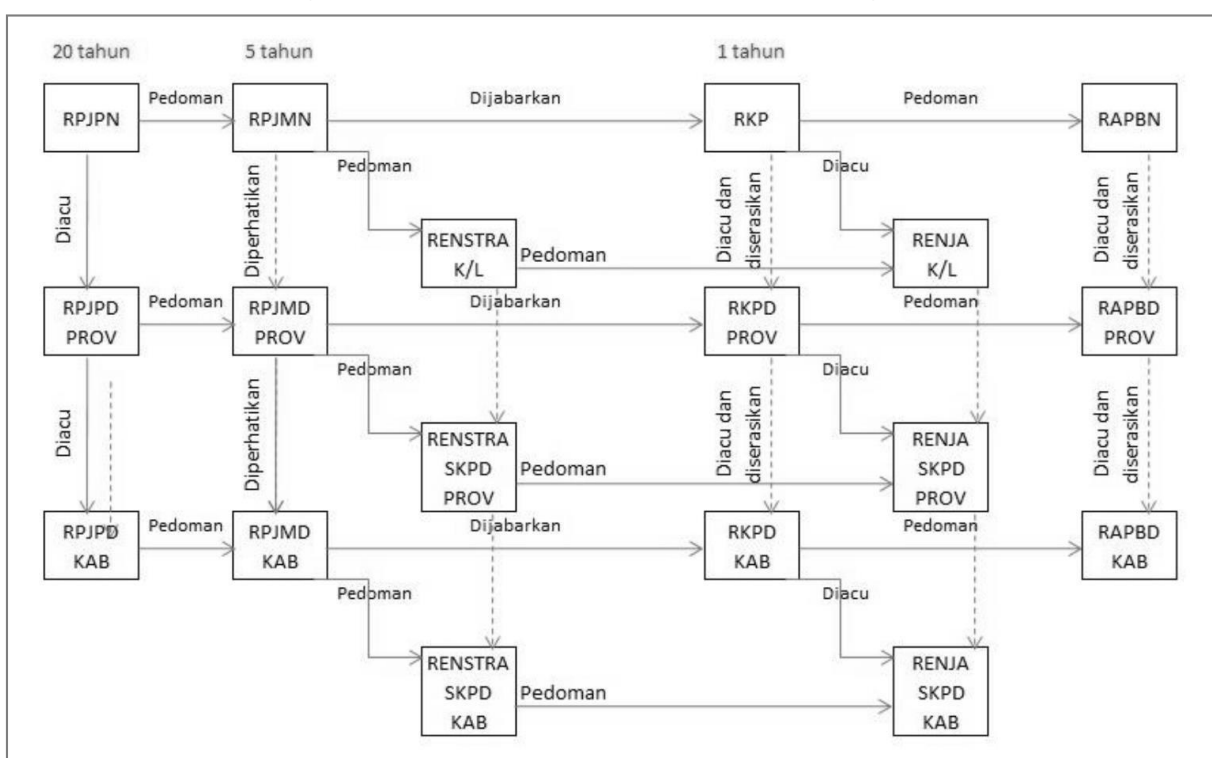 20 tahun
5 tahun
1 tahun
RPJPN
Pedoman
RPJMN
Dijabarkan
RKP
Pedoman
RAPBN
Diacu
Diperhatikan
Pedoman
Diacu dan
diserasikan
Diacu
Diacu dan
diserasikan
RENSTRA
K/L
Pedoman
RENJA
K/L
RPJPD
PROV
Pedoman
RPJMD
PROV
Dijabarkan
RKPD
PROV
Pedoman
RAPBD
PROV
Diacu
Diperhatikan
Pedoman
Diacu dan
diserasikan
Diacu
Diacu dan
diserasikan
RENSTRA
SKPD
PROV
Pedoman
RENJA
SKPD
PROV
RPJPD
KAB
Pedoman
RPJMD
KAB
Dijabarkan
RKPD
KAB
Pedoman
RAPBD
KAB
Pedoman
Diacu
RENSTRA
SKPD
KAB
Pedoman
RENJA
SKPD
KAB